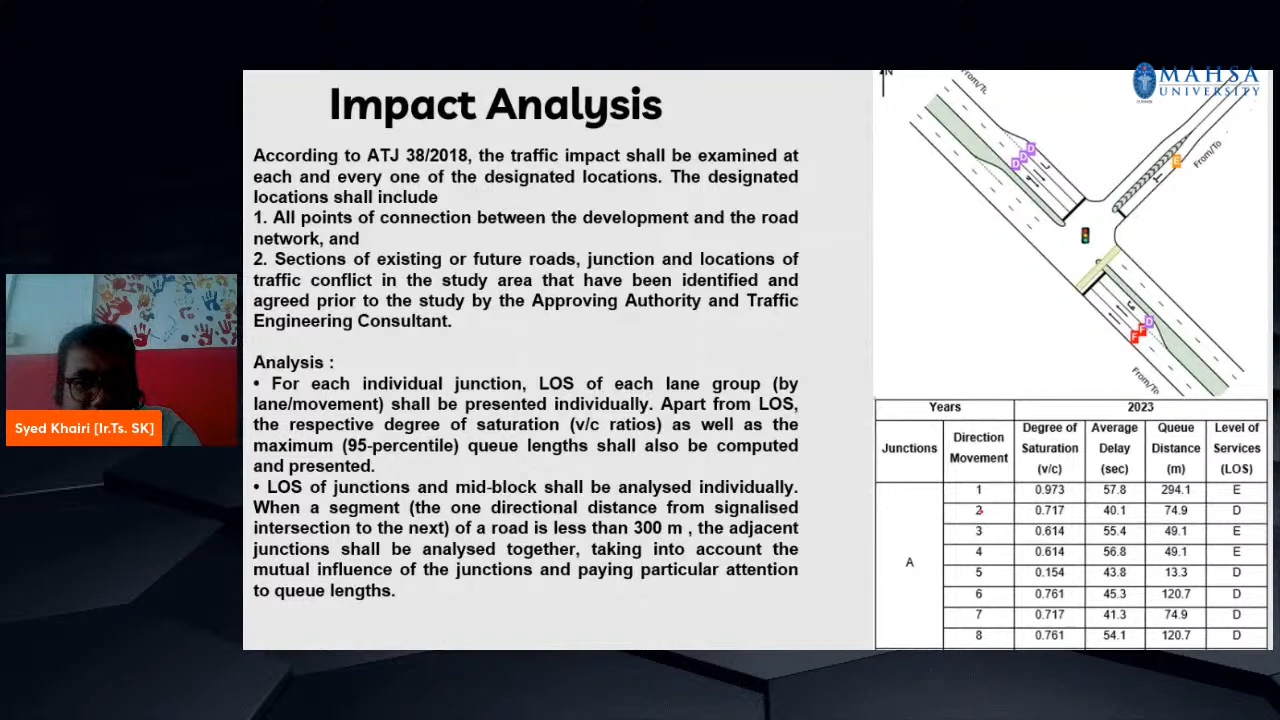 MAHSA
UNIVERSITY
Impact Analysis
According to ATJ 38/2018, the traffic impact shall be examined at
each and every one of the designated locations. The designated
locations shall include
1. All points of connection between the development and the road
network, and
2. Sections of existing or future roads, junction and locations of
traffic conflict in the study area that have been identified and
agreed prior to the study by the Approving Authority and Traffic
Engineering Consultant.
Analysis :
• For each individual junction, LOS of each lane group (by
lane/movement) shall be presented individually. Apart from LOS,
the respective degree of saturation (v/c ratios) as well as the
maximum (95-percentile) queue lengths shall also be computed
and presented.
• LOS of junctions and mid-block shall be analysed individually.
When a segment (the one directional distance from signalised
intersection to the next) of a road is less than 300 m , the adjacent
junctions shall be analysed together, taking into account the
mutual influence of the junctions and paying particular attention
to queue lengths.
Syed Khairi [Ir.Ts. SK]
N
From/To
D D D
E
From/To
D
F
F
From/To
Years 2023
Junctions Direction Movement Degree of Saturation (v/c) Average Delay (sec) Queue Distance (m) Level of Services (LOS)
A
1 0.973 57.8 294.1 E
2 0.717 40.1 74.9 D
3 0.614 55.4 49.1 E
4 0.614 56.8 49.1 E
5 0.154 43.8 13.3 D
6 0.761 45.3 120.7 D
7 0.717 41.3 74.9 D
8 0.761 54.1 120.7 D